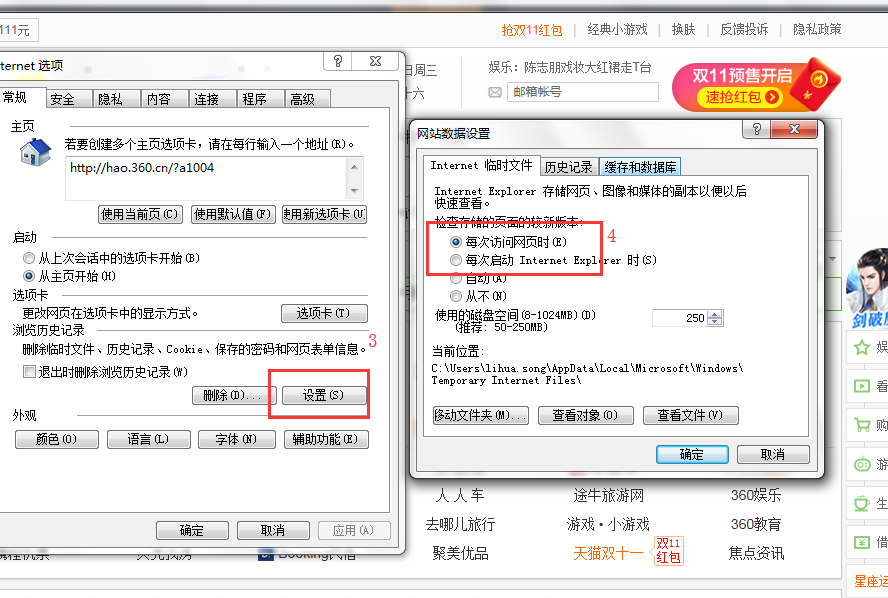 111元
抢双11红包 | 经典小游戏 | 换肤 | 反馈投诉 | 隐私政策
日周三
十六
娱乐: 陈志朋戏妆大红裙走T台
邮箱帐号
双11预售开启
速抢红包
ternet 选项
常规 安全 隐私 内容 连接 程序 高级
主页
若要创建多个主页选项卡，请在每行输入一个地址(R)。
http://hao.360.cn/?a1004
使用当前页(C) 使用默认值(F) 使用新选项卡(U)
启动
从上次会话中的选项卡开始(B)
从主页开始(H)
选项卡
更改网页在选项卡中的显示方式。
选项卡(T)
浏览历史记录
3
删除临时文件、历史记录、Cookie、保存的密码和网页表单信息。
退出时删除浏览历史记录(W)
删除(D)... 设置(S)
外观
颜色(O) 语言(L) 字体(N) 辅助功能(E)
确定 取消 应用(A)
网站数据设置
Internet 临时文件 历史记录 缓存和数据库
Internet Explorer 存储网页、图像和媒体的副本以便以后
快速查看。
检查存储的页面的较新版本:
4
每次访问网页时(E)
每次启动 Internet Explorer 时(S)
自动(A)
从不(N)
使用的磁盘空间(8-1024MB)(D)
250
(推荐: 50-250MB)
当前位置:
C:\Users\lihua.song\AppData\Local\Microsoft\Windows\
Temporary Internet Files\
移动文件夹(M)... 查看对象(O) 查看文件(V)
确定 取消
人人车 途牛旅游网 360娱乐
去哪儿旅行 游戏·小游戏 360教育
聚美优品 天猫双十一 双11
红包 焦点资讯
剑破
娱
看
购
游
生
借
星座运